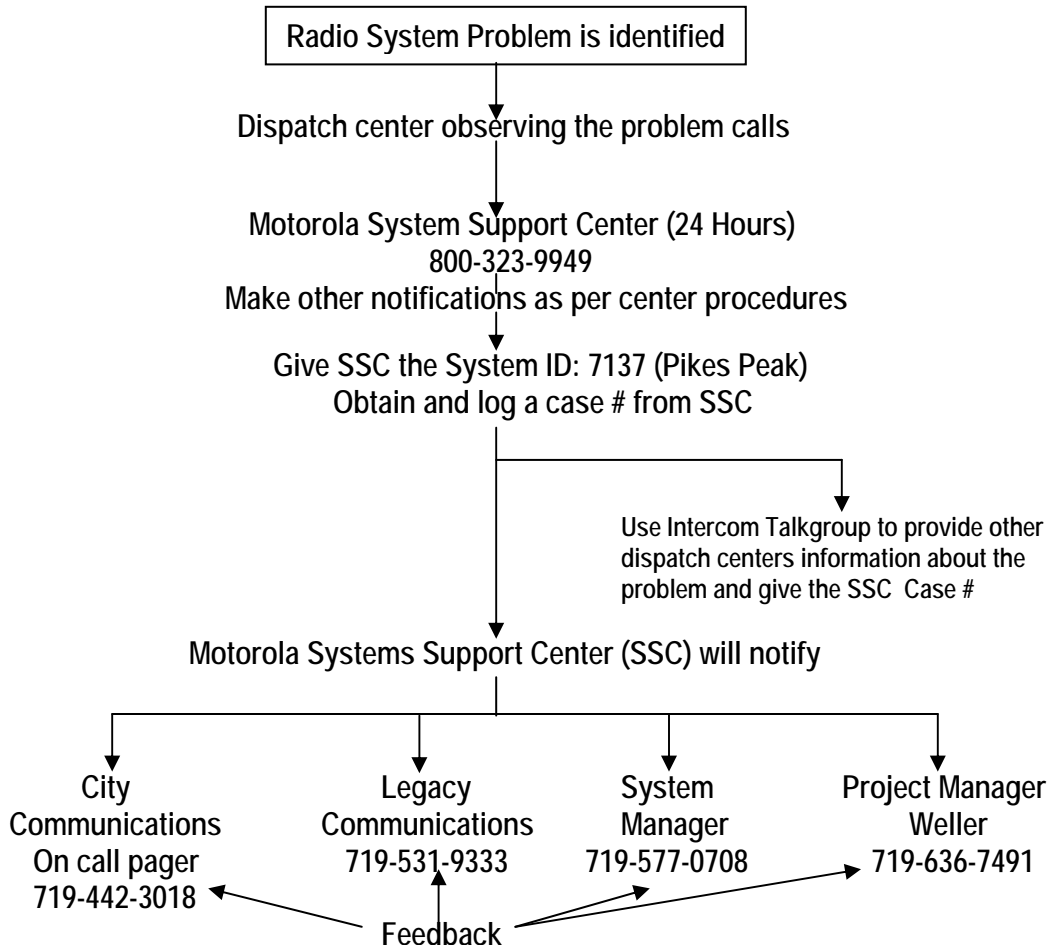 Radio System Problem is identified
Dispatch center observing the problem calls
Motorola System Support Center (24 Hours)
800-323-9949
Make other notifications as per center procedures
Give SSC the System ID: 7137 (Pikes Peak)
Obtain and log a case # from SSC
Use Intercom Talkgroup to provide other
dispatch centers information about the
problem and give the SSC Case #
Motorola Systems Support Center (SSC) will notify
City
Communications
On call pager
719-442-3018
Legacy
Communications
719-531-9333
System
Manager
719-577-0708
Project Manager
Weller
719-636-7491
Feedback